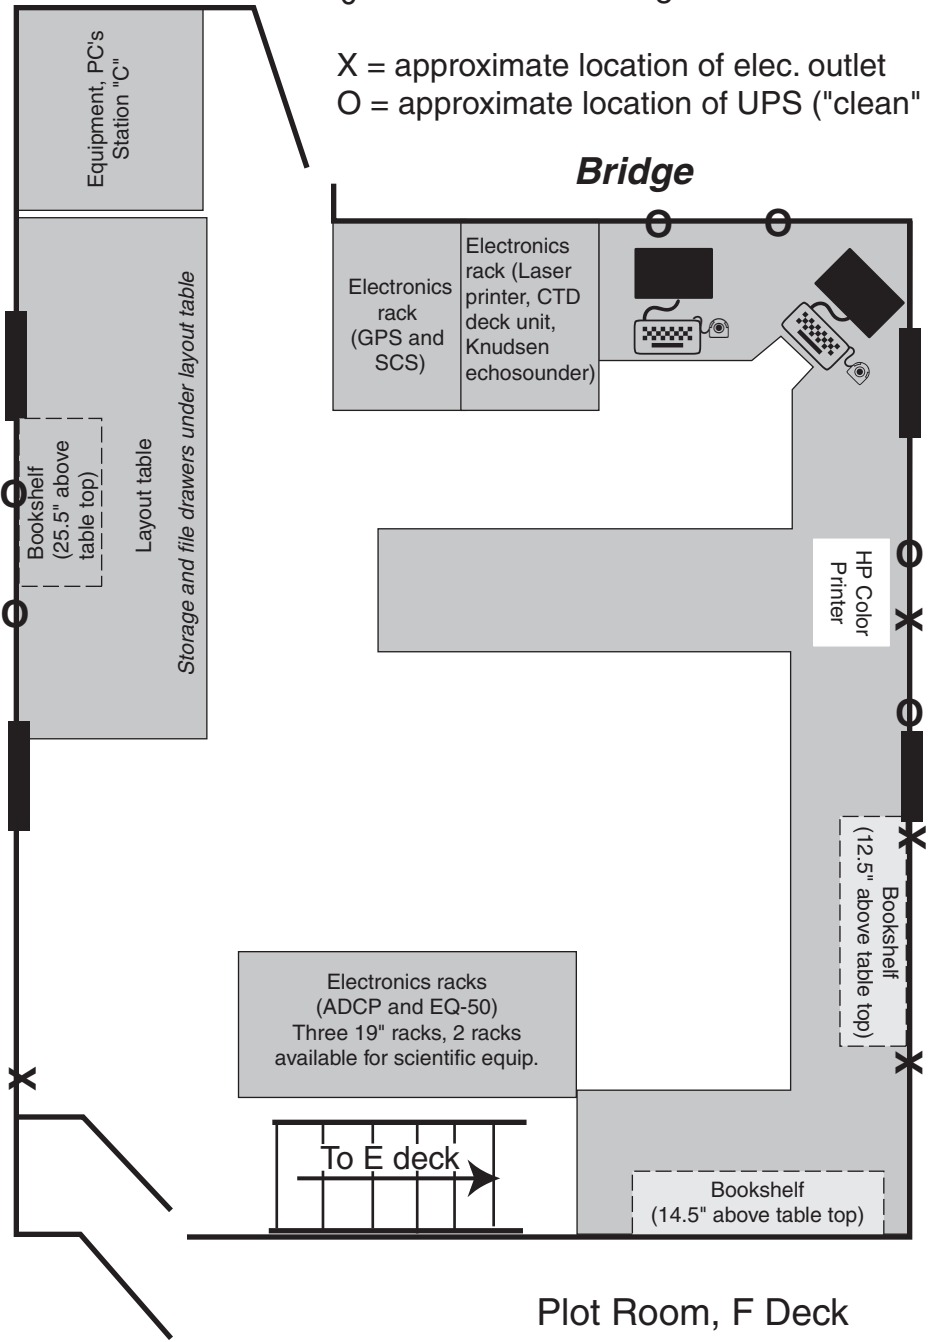 X = approximate location of elec. outlet
O = approximate location of UPS ("clean"
Equipment, PC's
Station "C"
Bridge
Electronics
rack
(GPS and
SCS)
Electronics
rack (Laser
printer, CTD
deck unit,
Knudsen
echosounder)
O
O
Bookshelf
(25.5" above
table top)
Layout table
Storage and file drawers under layout table
O
O
HP Color
Printer
O
X
O
X
Bookshelf
(12.5" above table top)
X
Electronics racks
(ADCP and EQ-50)
Three 19" racks, 2 racks
available for scientific equip.
X
To E deck
Bookshelf
(14.5" above table top)
Plot Room, F Deck